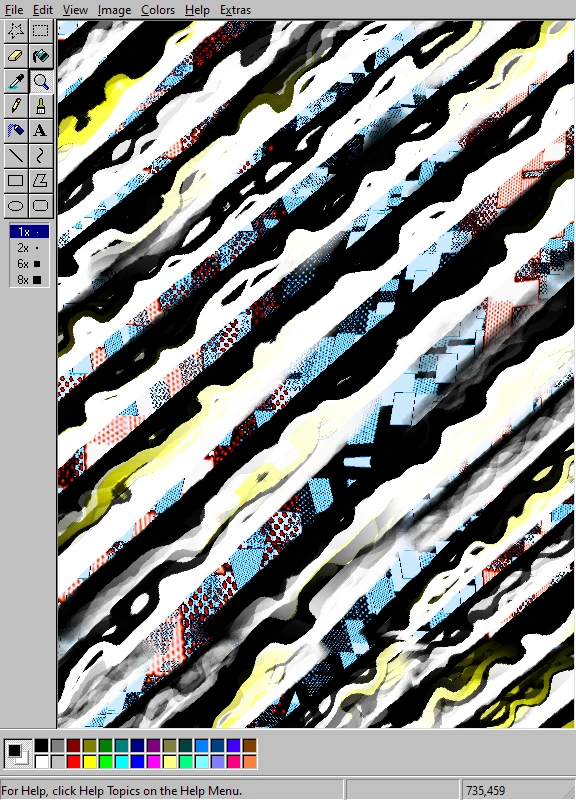 File Edit View Image Colors Help Extras
A
1x
2x
6x
8x
For Help, click Help Topics on the Help Menu.
735,459